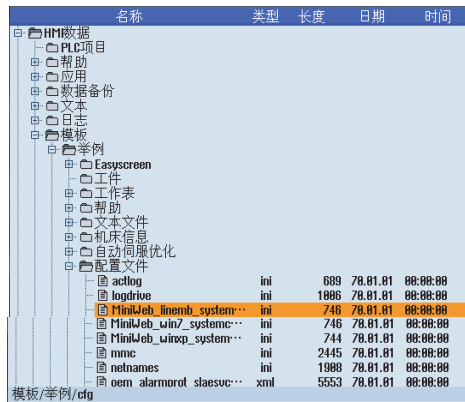 名称 类型 长度 日期 时间
HMI数据
PLC项目
帮助
应用
数据备份
文本
日志
模板
举例
Easyscreen
工件
工作表
帮助
文本文件
机床信息
自动伺服优化
配置文件
actlog ini 689 70.01.01 00:00:00
logdrive ini 1006 70.01.01 00:00:00
MiniWeb_linemb_system··· ini 746 70.01.01 00:00:00
MiniWeb_win7_systemc··· ini 746 70.01.01 00:00:00
MiniWeb_winxp_system··· ini 744 70.01.01 00:00:00
mmc ini 2445 70.01.01 00:00:00
netnames ini 1908 70.01.01 00:00:00
oem_alarmprot_slaesvc··· xml 5553 70.01.01 00:00:00
模板/举例/cfg